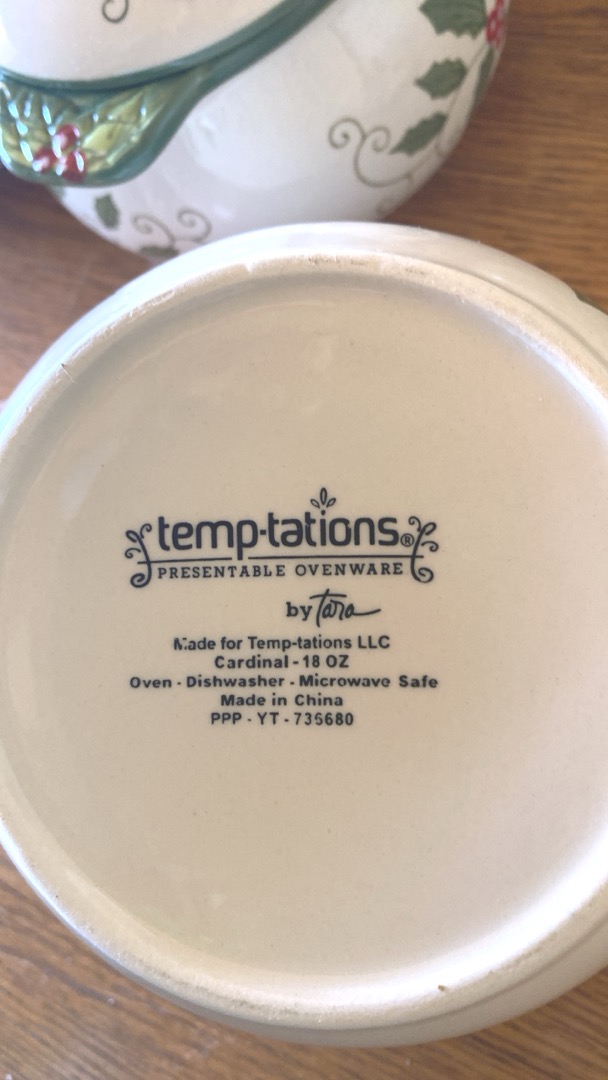 temp-tations®
PRESENTABLE OVENWARE
by Tara
Made for Temp-tations LLC
Cardinal - 18 OZ
Oven - Dishwasher - Microwave Safe
Made in China
PPP - YT - 736680